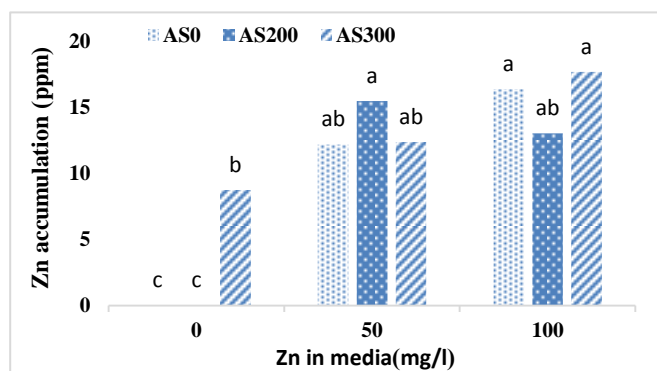 AS0 AS200 AS300
Zn accumulation (ppm)
20
15
10
5
0
c c b
ab a ab
a ab a
0 50 100
Zn in media(mg/l)